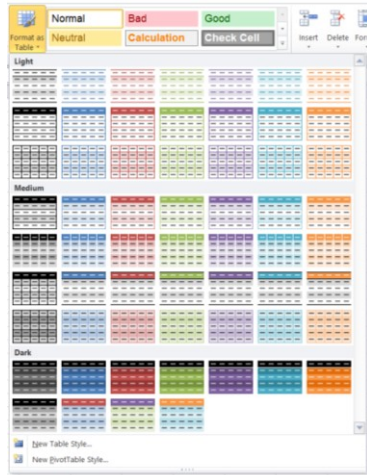 Normal Bad Good
Format as Table
Neutral Calculation Check Cell
Insert Delete
Light
Medium
Dark
New Table Style...
New PivotTable Style...